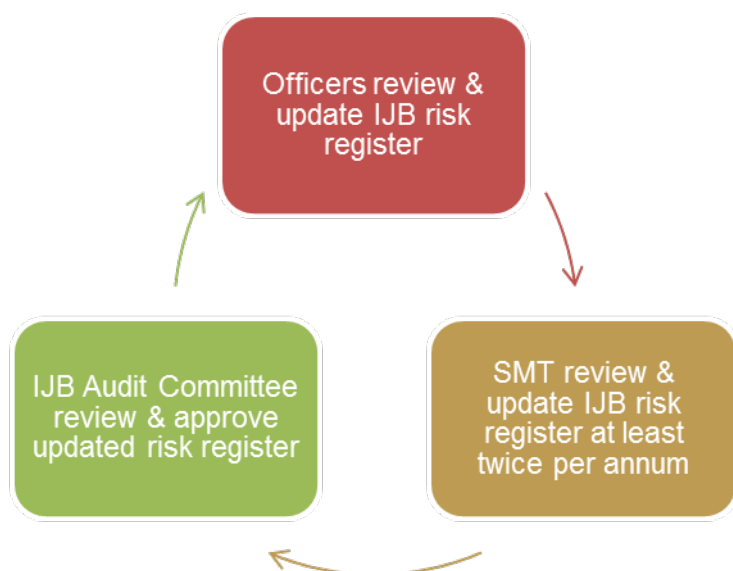 Officers review &
update IJB risk
register
SMT review &
update IJB risk
register at least
twice per annum
IJB Audit Committee
review & approve
updated risk register